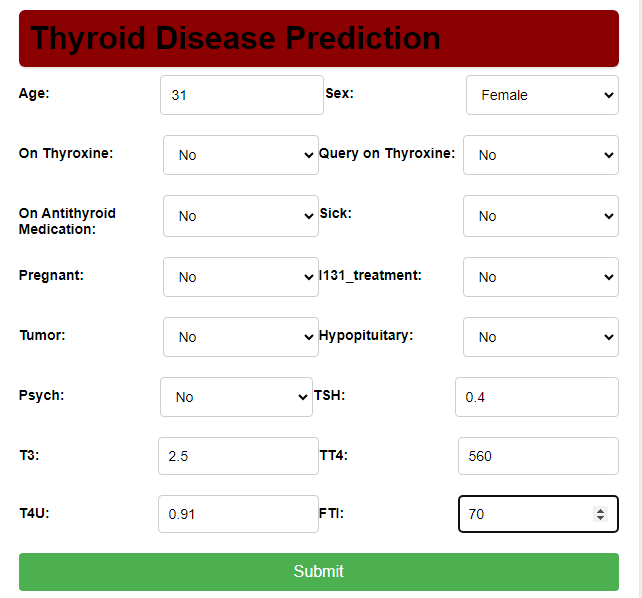 Thyroid Disease Prediction
Age: 31 Sex: Female
On Thyroxine: No Query on Thyroxine: No
On Antithyroid
Medication: No Sick: No
Pregnant: No I131_treatment: No
Tumor: No Hypopituitary: No
Psych: No TSH: 0.4
T3: 2.5 TT4: 560
T4U: 0.91 FTI: 70
Submit